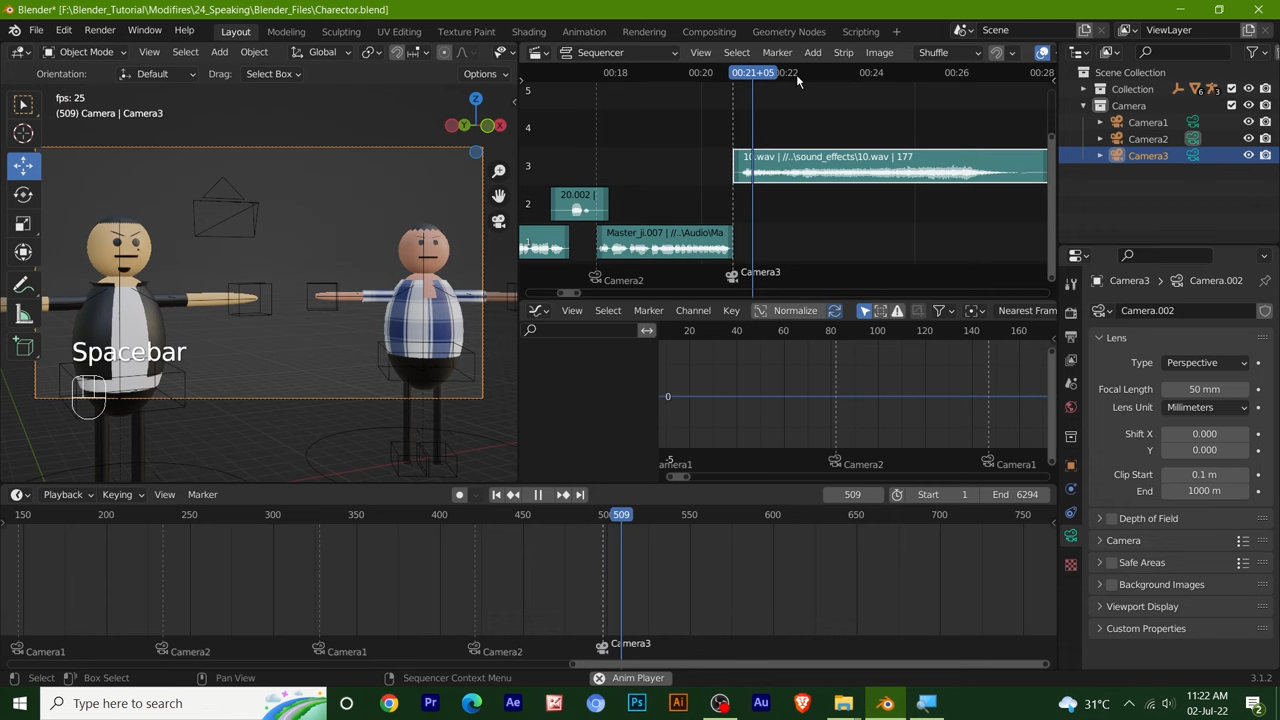 Blender* [F:\Blender_Tutorial\Modifires\24_Speaking\Blender_Files\Charector.blend]
File Edit Render Window Help Layout Modeling Sculpting UV Editing Texture Paint Shading Animation Rendering Compositing Geometry Nodes Scripting Scene ViewLayer
Object Mode View Select Add Object Global
Sequencer View Select Marker Add Strip Image Shuffle
Orientation: Default Drag: Select Box Options
00:18 00:20 00:21+05 00:22 00:24 00:26 00:28
Scene Collection
Collection
Camera
Camera1
Camera2
Camera3
fps: 25
(509) Camera | Camera3
5
4
3
2
1
10.wav | //..\sound_effects\10.wav | 177
20.002 |
Master_ji.007 | //..\Audio\Ma
Camera2 Camera3
View Select Marker Channel Key Normalize Nearest Fram
20 40 60 80 100 120 140 160
0
-5
amera1 Camera2 Camera1
Spacebar
Camera3 Camera.002
Camera.002
Lens
Type Perspective
Focal Length 50 mm
Lens Unit Millimeters
Shift X 0.000
Y 0.000
Clip Start 0.1 m
End 1000 m
Depth of Field
Camera
Safe Areas
Background Images
Viewport Display
Custom Properties
Playback Keying View Marker 509 Start 1 End 6294
150 200 250 300 350 400 450 500 509 550 600 650 700 750
Camera1 Camera2 Camera1 Camera2 Camera3
Select Box Select Pan View Sequencer Context Menu Anim Player 3.1.2
Type here to search 31°C 11:22 AM
02-Jul-22 2